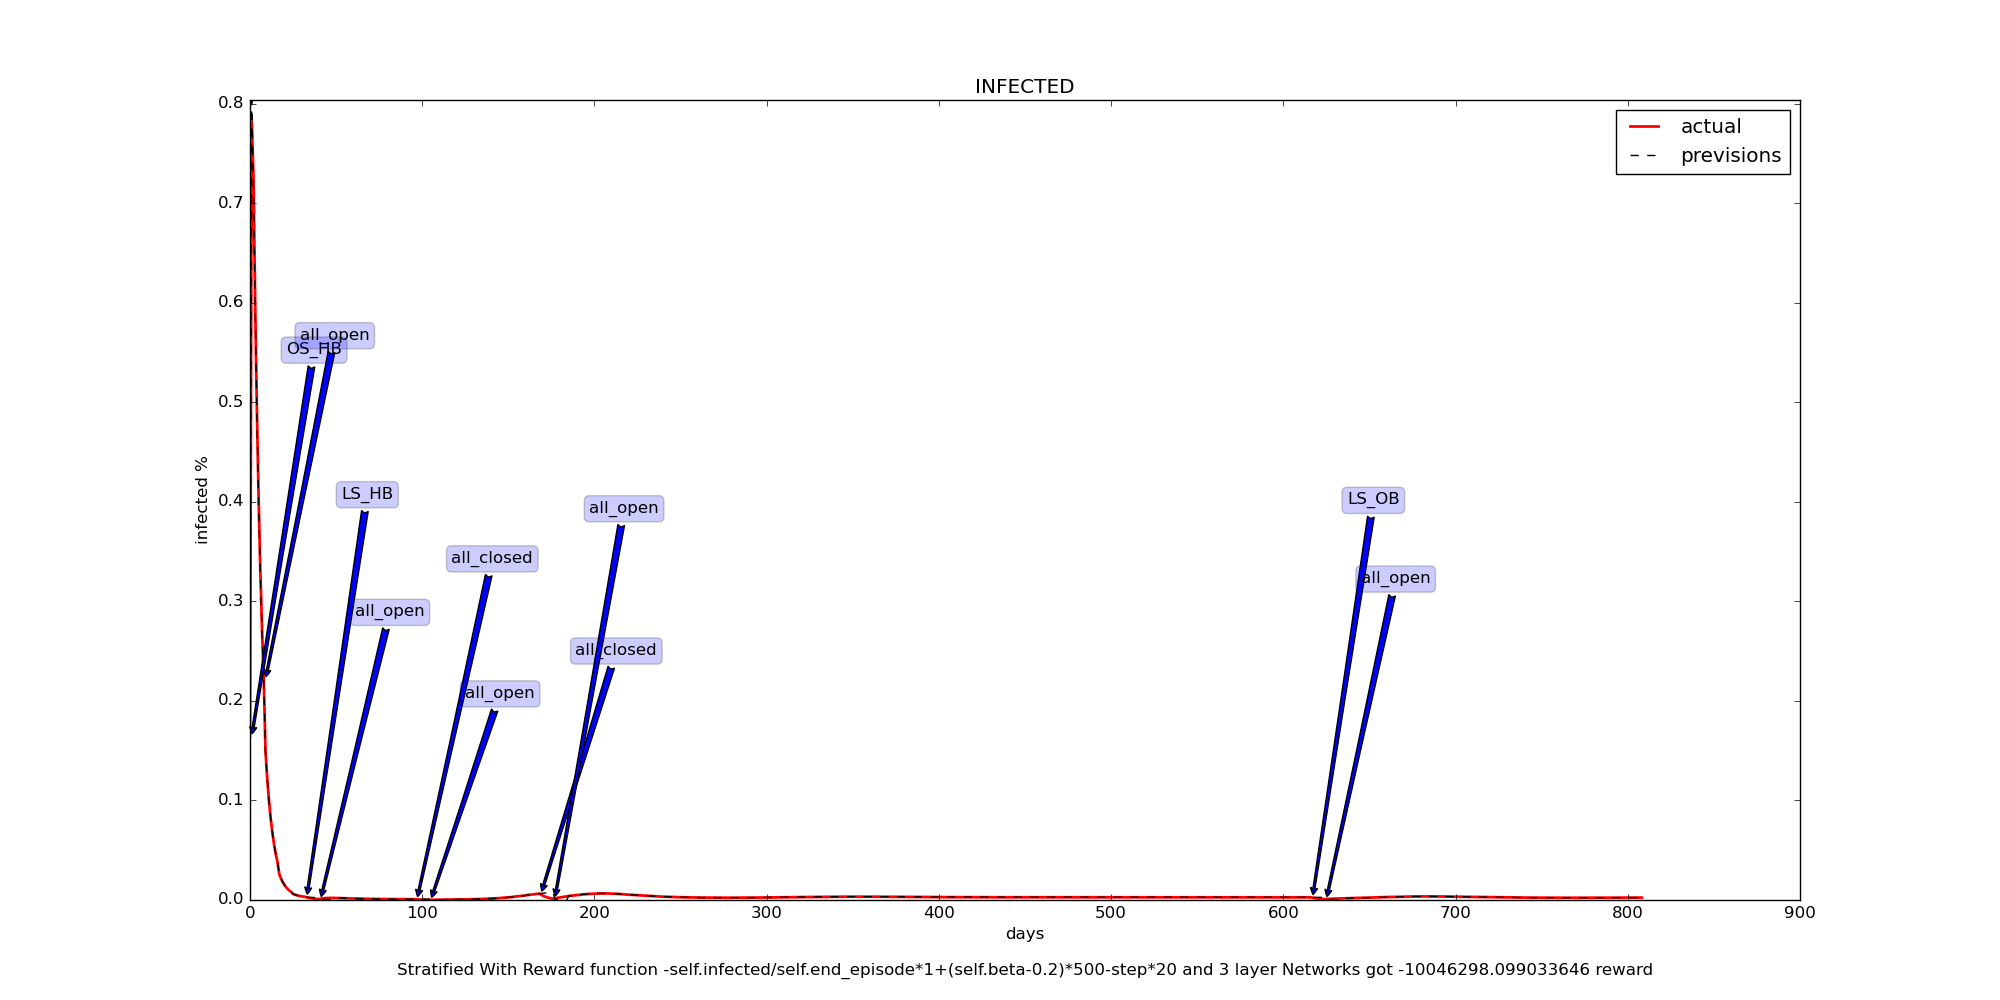 INFECTED
0.8
0.7
0.6
0.5
0.4
0.3
0.2
0.1
0.0
infected %
actual
previsions
all_open
OS_HB
LS_HB
all_open
all_closed
all_open
all_open
all_closed
LS_OB
all_open
0 100 200 300 400 500 600 700 800 900
days
Stratified With Reward function -self.infected/self.end_episode*1+(self.beta-0.2)*500-step*20 and 3 layer Networks got -10046298.099033646 reward